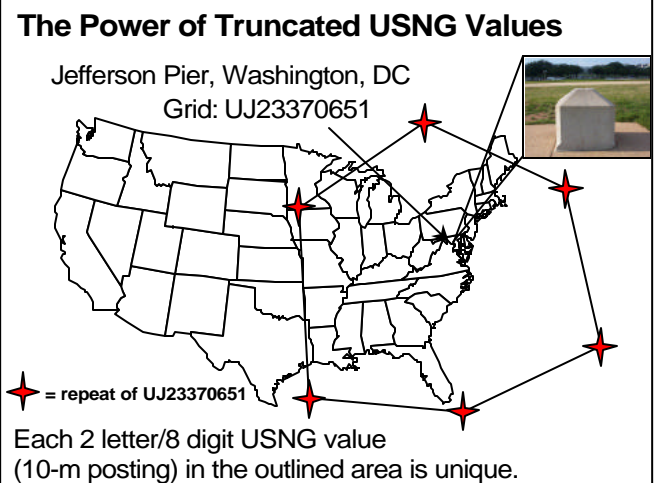 The Power of Truncated USNG Values
Jefferson Pier, Washington, DC
Grid: UJ23370651
= repeat of UJ23370651
Each 2 letter/8 digit USNG value
(10-m posting) in the outlined area is unique.